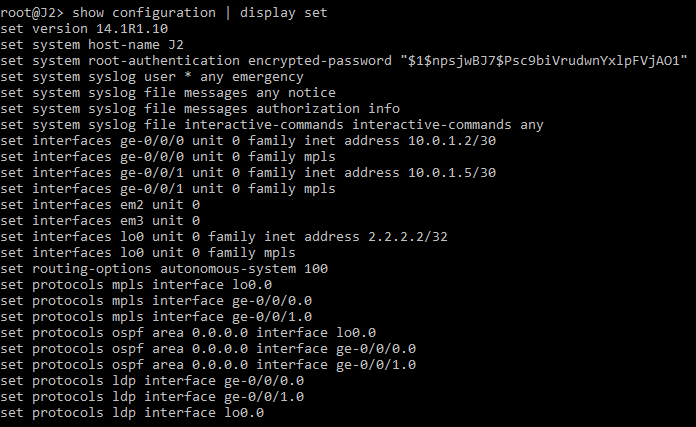 root@J2> show configuration | display set
set version 14.1R1.10
set system host-name J2
set system root-authentication encrypted-password "$1$npsjwBJ7$Psc9biVrudwnYxlpFVjAO1"
set system syslog user * any emergency
set system syslog file messages any notice
set system syslog file messages authorization info
set system syslog file interactive-commands interactive-commands any
set interfaces ge-0/0/0 unit 0 family inet address 10.0.1.2/30
set interfaces ge-0/0/0 unit 0 family mpls
set interfaces ge-0/0/1 unit 0 family inet address 10.0.1.5/30
set interfaces ge-0/0/1 unit 0 family mpls
set interfaces em2 unit 0
set interfaces em3 unit 0
set interfaces lo0 unit 0 family inet address 2.2.2.2/32
set interfaces lo0 unit 0 family mpls
set routing-options autonomous-system 100
set protocols mpls interface lo0.0
set protocols mpls interface ge-0/0/0.0
set protocols mpls interface ge-0/0/1.0
set protocols ospf area 0.0.0.0 interface lo0.0
set protocols ospf area 0.0.0.0 interface ge-0/0/0.0
set protocols ospf area 0.0.0.0 interface ge-0/0/1.0
set protocols ldp interface ge-0/0/0.0
set protocols ldp interface ge-0/0/1.0
set protocols ldp interface lo0.0